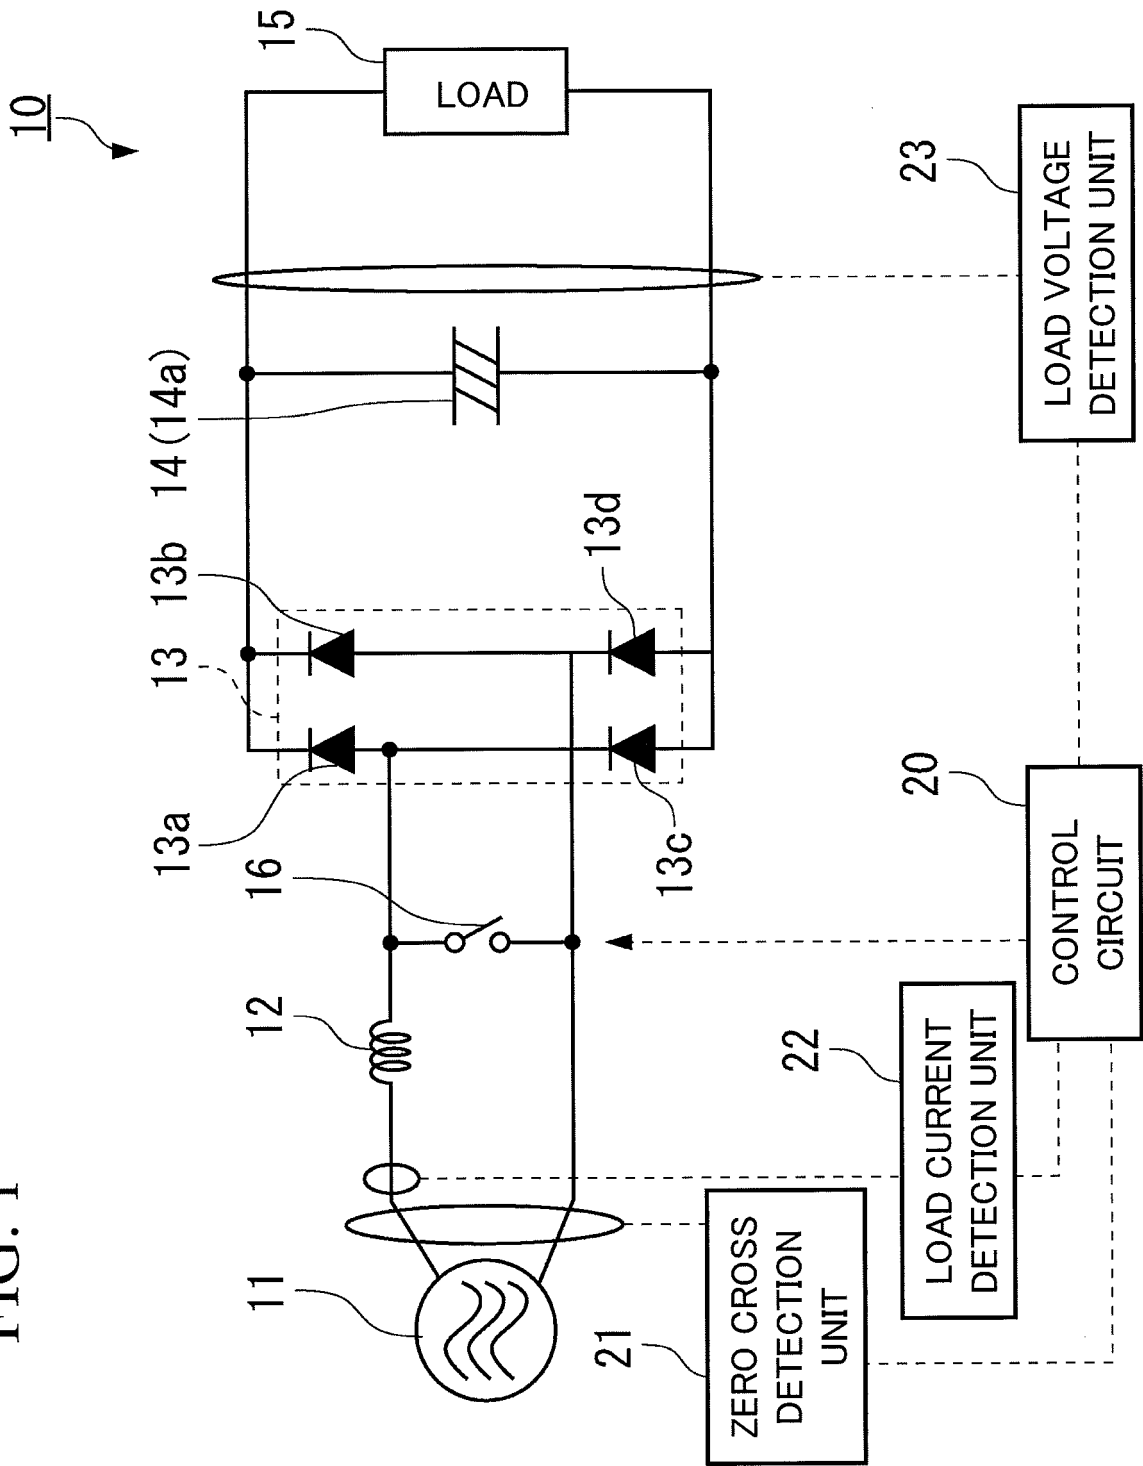 FIG. 1
10
11
12
16
13a
13
13b
14 (14a)
15
LOAD
13c
13d
21
ZERO CROSS
DETECTION
UNIT
22
LOAD CURRENT
DETECTION UNIT
20
CONTROL
CIRCUIT
23
LOAD VOLTAGE
DETECTION UNIT